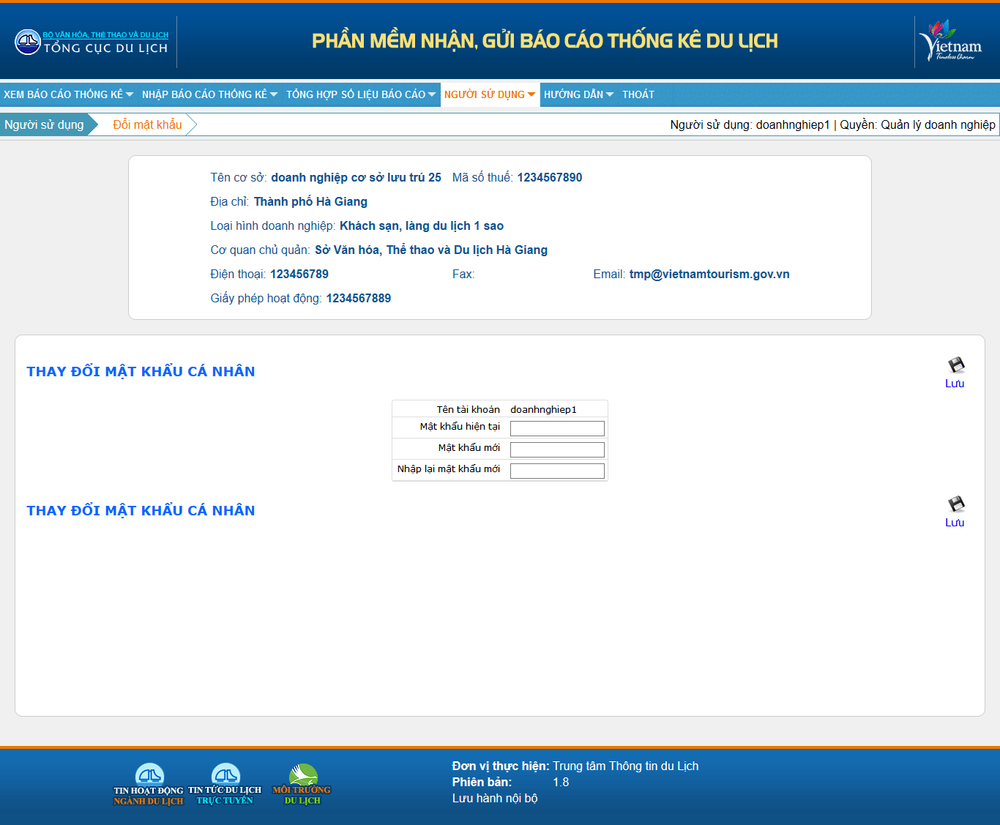 BỘ VĂN HÓA, THỂ THAO VÀ DU LỊCH
TỔNG CỤC DU LỊCH
PHẦN MỀM NHẬN, GỬI BÁO CÁO THỐNG KÊ DU LỊCH
Vietnam
Timeless Charm
XEM BÁO CÁO THỐNG KÊ NHẬP BÁO CÁO THỐNG KÊ TỔNG HỢP SỐ LIỆU BÁO CÁO NGƯỜI SỬ DỤNG HƯỚNG DẪN THOÁT
Người sử dụng Đổi mật khẩu Người sử dụng: doanhnghiep1 | Quyền: Quản lý doanh nghiệp
Tên cơ sở: doanh nghiệp cơ sở lưu trú 25 Mã số thuế: 1234567890
Địa chỉ: Thành phố Hà Giang
Loại hình doanh nghiệp: Khách sạn, làng du lịch 1 sao
Cơ quan chủ quản: Sở Văn hóa, Thể thao và Du lịch Hà Giang
Điện thoại: 123456789 Fax: Email: tmp@vietnamtourism.gov.vn
Giấy phép hoạt động: 1234567889
THAY ĐỔI MẬT KHẨU CÁ NHÂN
Lưu
Tên tài khoản doanhnghiep1
Mật khẩu hiện tại
Mật khẩu mới
Nhập lại mật khẩu mới
THAY ĐỔI MẬT KHẨU CÁ NHÂN
Lưu
TIN HOẠT ĐỘNG
NGÀNH DU LỊCH
TIN TỨC DU LỊCH
TRỰC TUYẾN
MÔI TRƯỜNG
DU LỊCH
Đơn vị thực hiện: Trung tâm Thông tin du Lịch
Phiên bản: 1.8
Lưu hành nội bộ